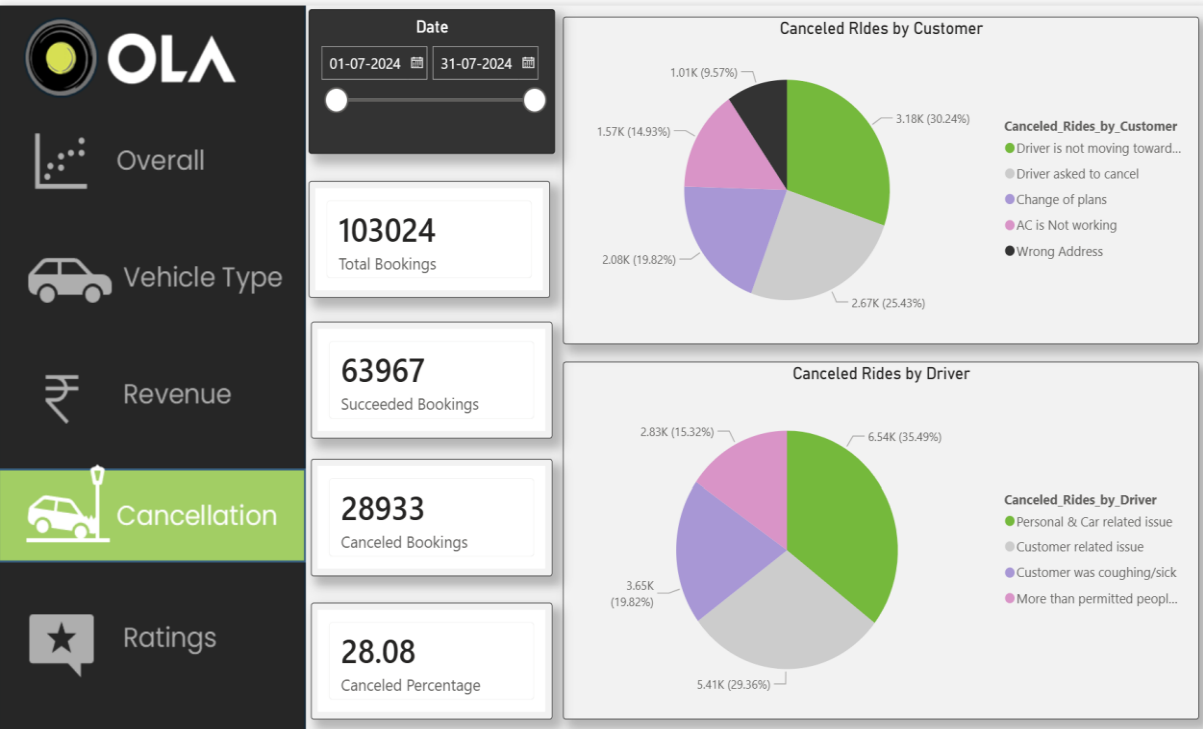 OLA
Overall
Vehicle Type
Revenue
Cancellation
Ratings
Date
01-07-2024
31-07-2024
103024
Total Bookings
63967
Succeeded Bookings
28933
Canceled Bookings
28.08
Canceled Percentage
Canceled RIdes by Customer
1.01K (9.57%)
3.18K (30.24%)
1.57K (14.93%)
2.08K (19.82%)
2.67K (25.43%)
Canceled_Rides_by_Customer
Driver is not moving toward...
Driver asked to cancel
Change of plans
AC is Not working
Wrong Address
Canceled Rides by Driver
2.83K (15.32%)
6.54K (35.49%)
3.65K
(19.82%)
5.41K (29.36%)
Canceled_Rides_by_Driver
Personal & Car related issue
Customer related issue
Customer was coughing/sick
More than permitted peopl...